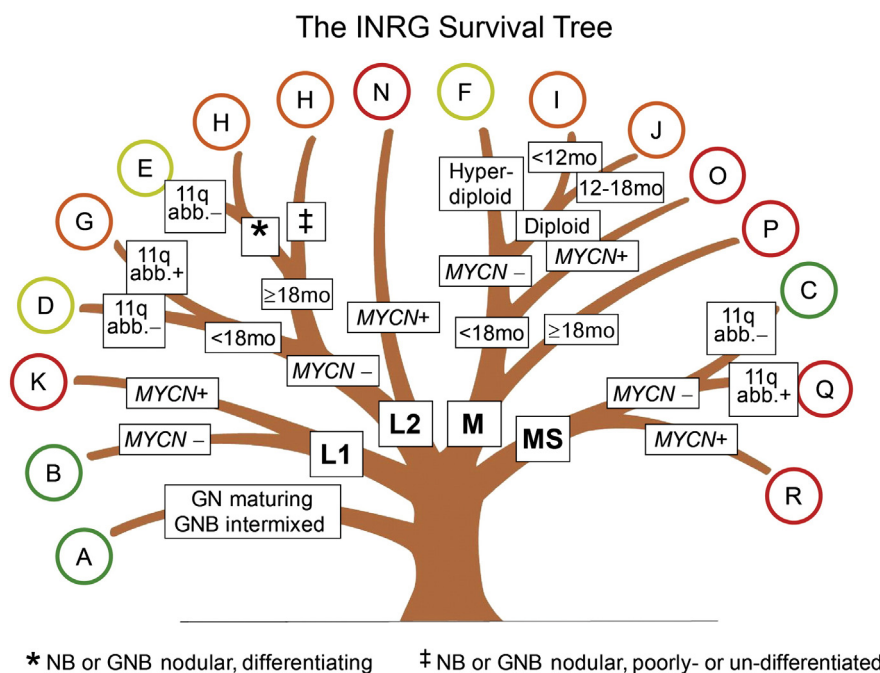 The INRG Survival Tree
H
H
N
F
I
J
E
O
G
P
D
C
K
Q
B
R
A
11q
abb.–
*
‡
≥18mo
11q
abb.+
11q
abb.–
<18mo
MYCN –
MYCN+
Hyper-
diploid
<12mo
12-18mo
Diploid
MYCN –
MYCN+
<18mo
≥18mo
11q
abb.–
11q
abb.+
MYCN –
MYCN+
MYCN+
MYCN –
L1
L2
M
MS
GN maturing
GNB intermixed
* NB or GNB nodular, differentiating
‡ NB or GNB nodular, poorly- or un-differentiated